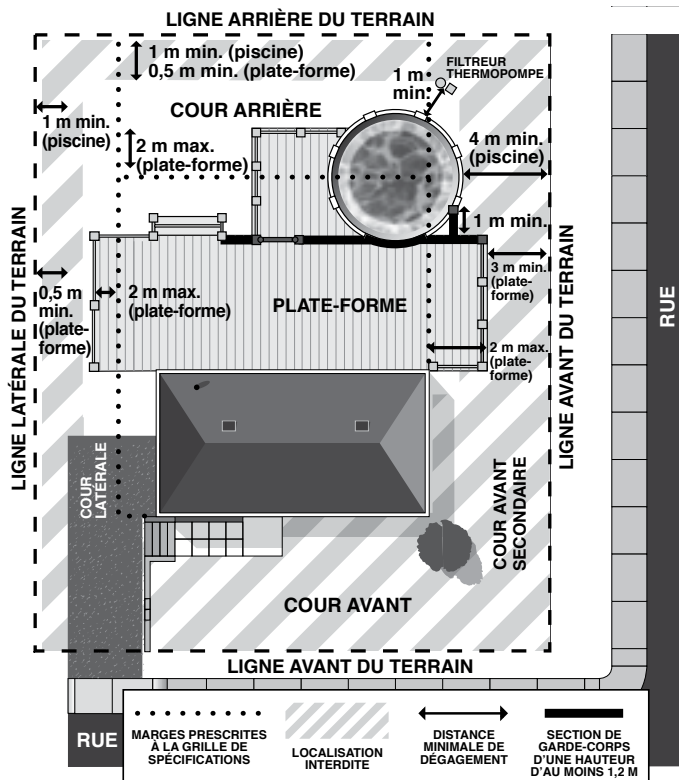 LIGNE ARRIÈRE DU TERRAIN
1 m min. (piscine)
0,5 m min. (plate-forme)
1 m
min.
FILTREUR
THERMOPOMPE
COUR ARRIÈRE
1 m min.
(piscine)
2 m max.
(plate-forme)
4 m min.
(piscine)
1 m min.
LIGNE LATÉRALE DU TERRAIN
0,5 m
min.
(plate-
forme)
2 m max.
(plate-forme)
PLATE-FORME
3 m min.
(plate-
forme)
2 m max.
(plate-
forme)
LIGNE AVANT DU TERRAIN
RUE
COUR
LATÉRALE
COUR AVANT
SECONDAIRE
COUR AVANT
LIGNE AVANT DU TERRAIN
RUE
MARGES PRESCRITES
À LA GRILLE DE
SPÉCIFICATIONS
LOCALISATION
INTERDITE
DISTANCE
MINIMALE DE
DÉGAGEMENT
SECTION DE
GARDE-CORPS
D'UNE HAUTEUR
D'AU MOINS 1,2 M